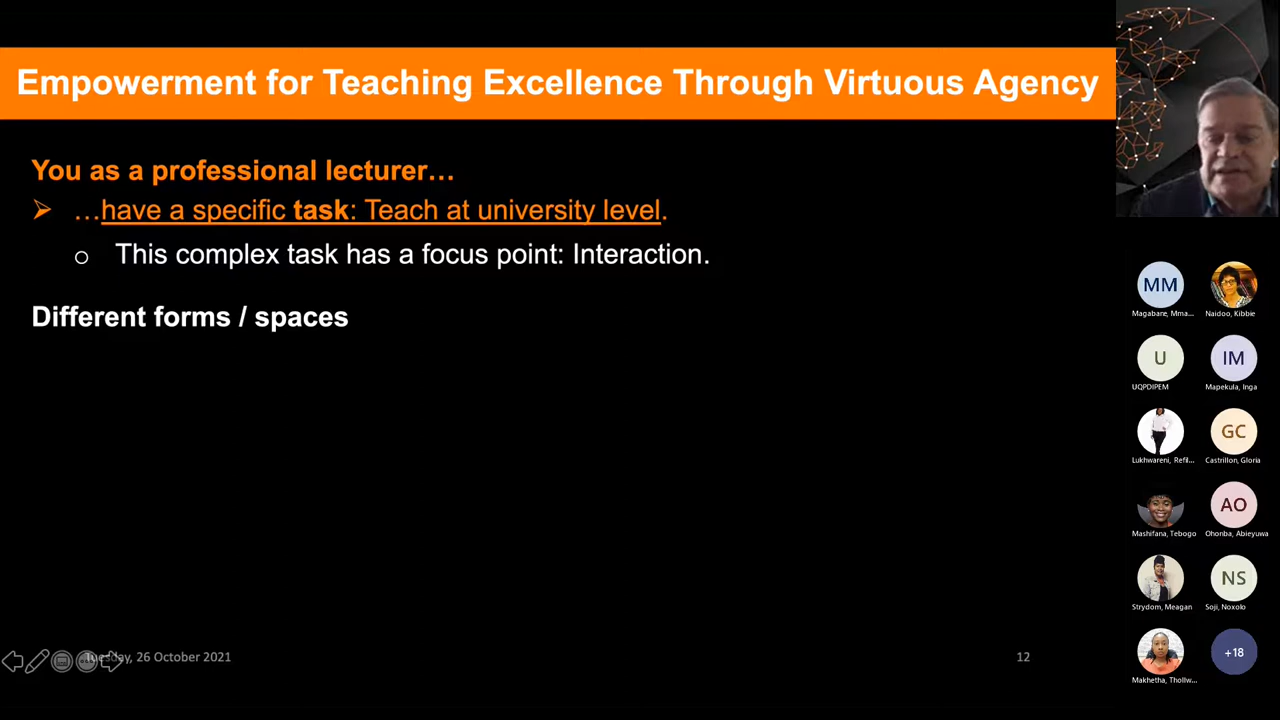 Empowerment for Teaching Excellence Through Virtuous Agency
You as a professional lecturer…
➢ …have a specific task: Teach at university level.
o This complex task has a focus point: Interaction.
Different forms / spaces
Tuesday, 26 October 2021
12
MM
Magabane, Mma...
Naidoo, Kibbie
U
UQPDIPEM
IM
Mapekula, Inga
Lukhwareni, Refil...
GC
Castrillon, Gloria
Mashifana, Tebogo
AO
Ohonba, Abieyuwa
Strydom, Meagan
NS
Soji, Noxolo
Makhetha, Thollw...
+18